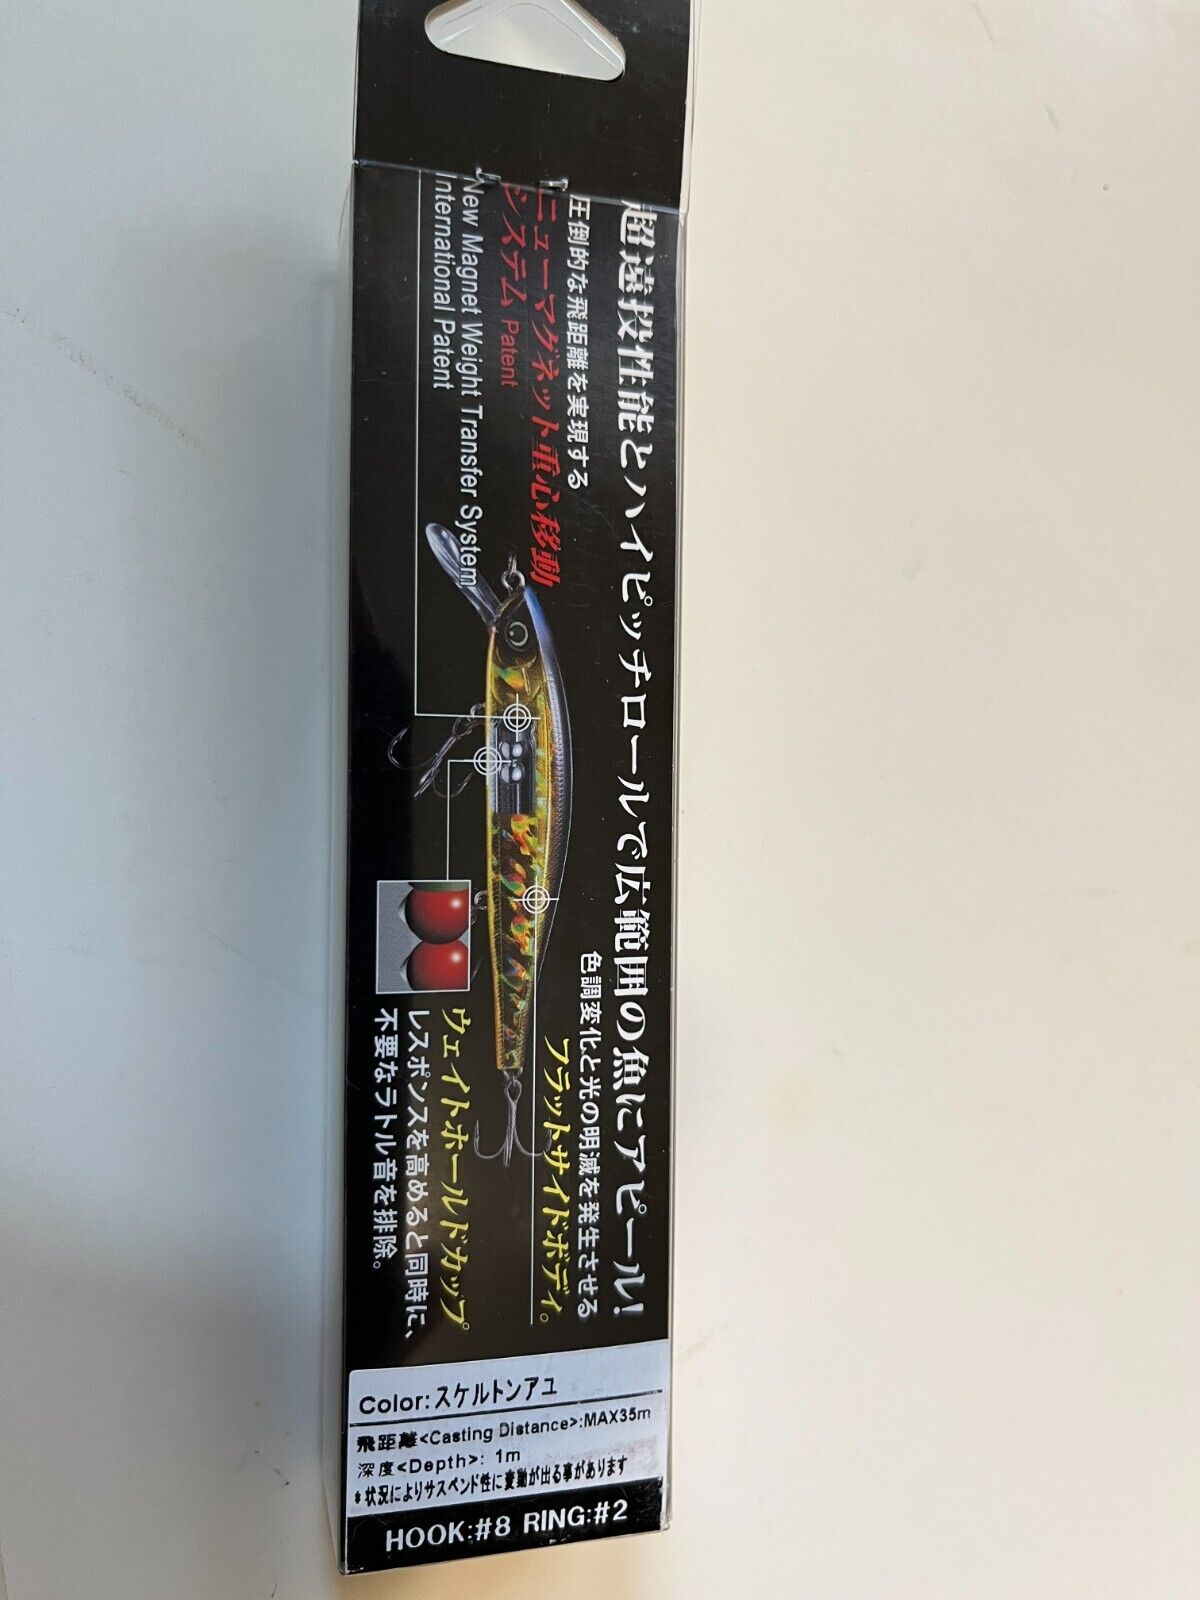 超遠投性能とハイピッチロールで広範囲の魚にアピール!
圧倒的な飛距離を実現する
ニューマグネット重心移動
システム Patent
New Magnet Weight Transfer System
International Patent
色調変化と光の明滅を発生させる
フラットサイドボディ。
ウェイトホールドカップ
レスポンスを高めると同時に、
不要なラトル音を排除。
Color:スケルトンアユ
飛距離<Casting Distance>:MAX35m
深度<Depth>: 1m
*状況によりサスペンド性に変動が出る事があります
HOOK:#8 RING:#2